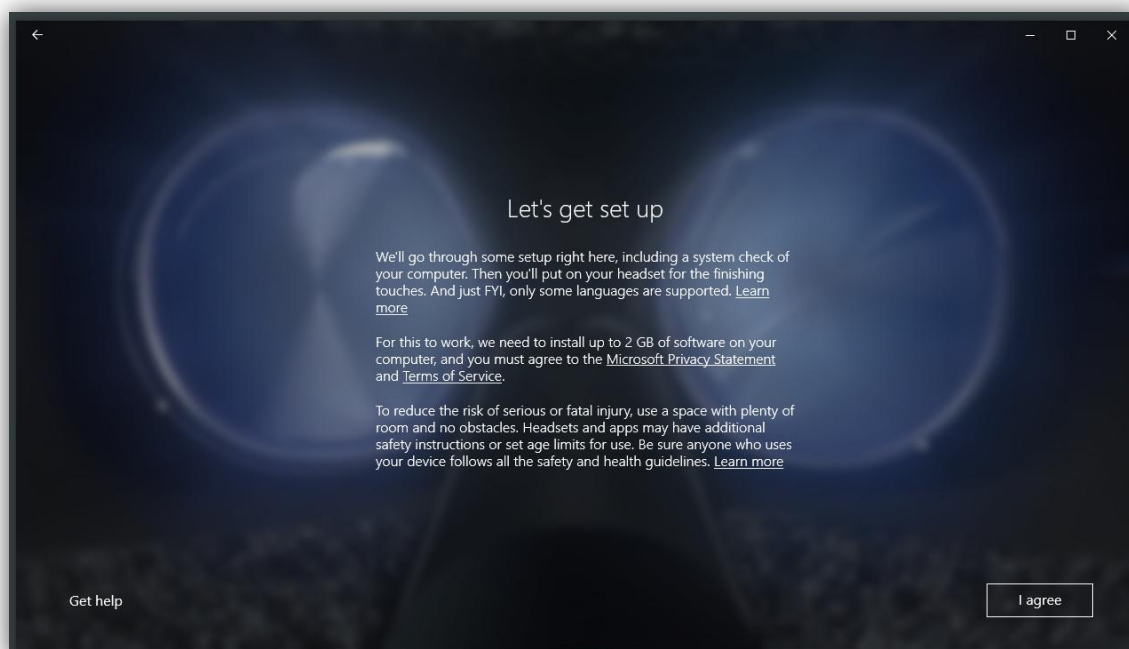 Let's get set up
We'll go through some setup right here, including a system check of
your computer. Then you'll put on your headset for the finishing
touches. And just FYI, only some languages are supported. Learn
more
For this to work, we need to install up to 2 GB of software on your
computer, and you must agree to the Microsoft Privacy Statement
and Terms of Service.
To reduce the risk of serious or fatal injury, use a space with plenty of
room and no obstacles. Headsets and apps may have additional
safety instructions or set age limits for use. Be sure anyone who uses
your device follows all the safety and health guidelines. Learn more
Get help
I agree